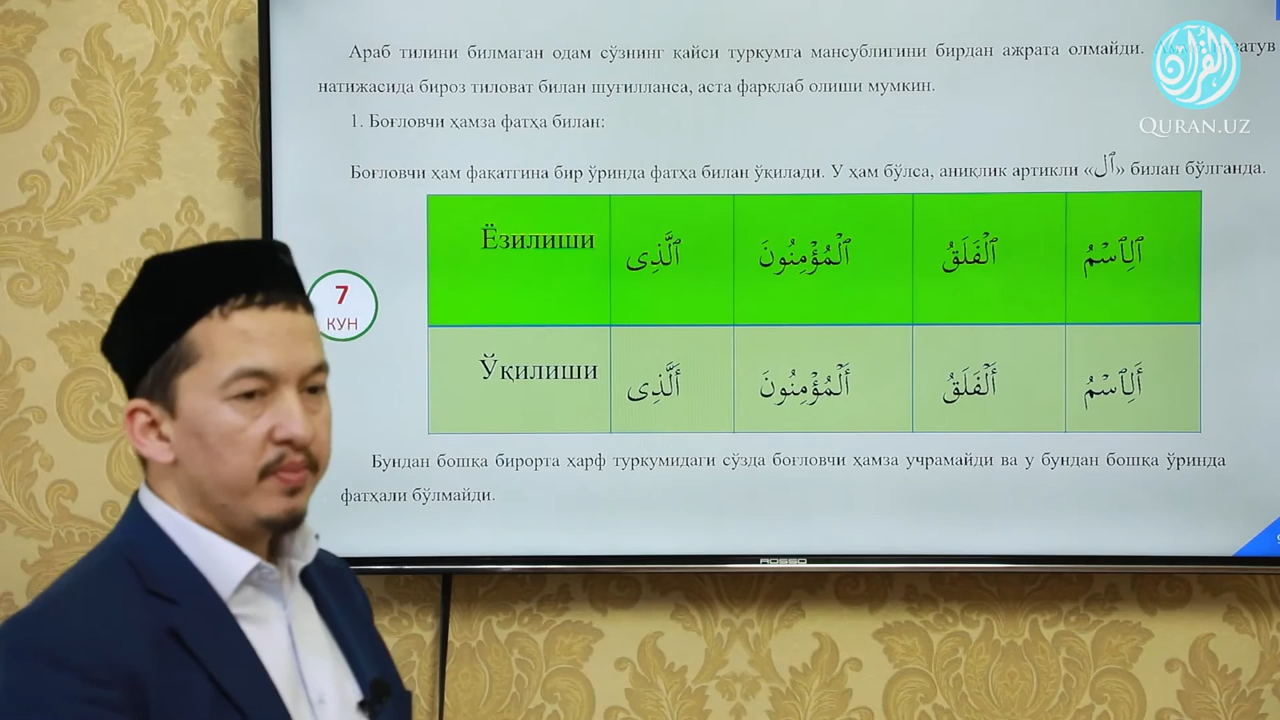 Араб тилини билмаган одам сўзнинг қайси туркумга мансублигини бирдан ажрата олмайди.
натижасида бироз тиловат билан шуғилланса, аста фарқлаб олиши мумкин.
القرآن
QURAN.UZ
1. Боғловчи ҳамза фатҳа билан:
Боғловчи ҳам фақатгина бир ўринда фатҳа билан ўқилади. У ҳам бўлса, аниқлик артикли «ٱل» билан бўлганда.
Ёзилиши ٱلَّذِى ٱلْمُؤْمِنُونَ ٱلْفَلَقُ ٱلِٱسْمُ
7
КУН
Ўқилиши أَلَّذِى أَلْمُؤْمِنُونَ أَلْفَلَقُ أَلِٱسْمُ
Бундан бошқа бирорта ҳарф туркумидаги сўзда боғловчи ҳамза учрамайди ва у бундан бошқа ўринда
фатҳали бўлмайди.
ROSSO